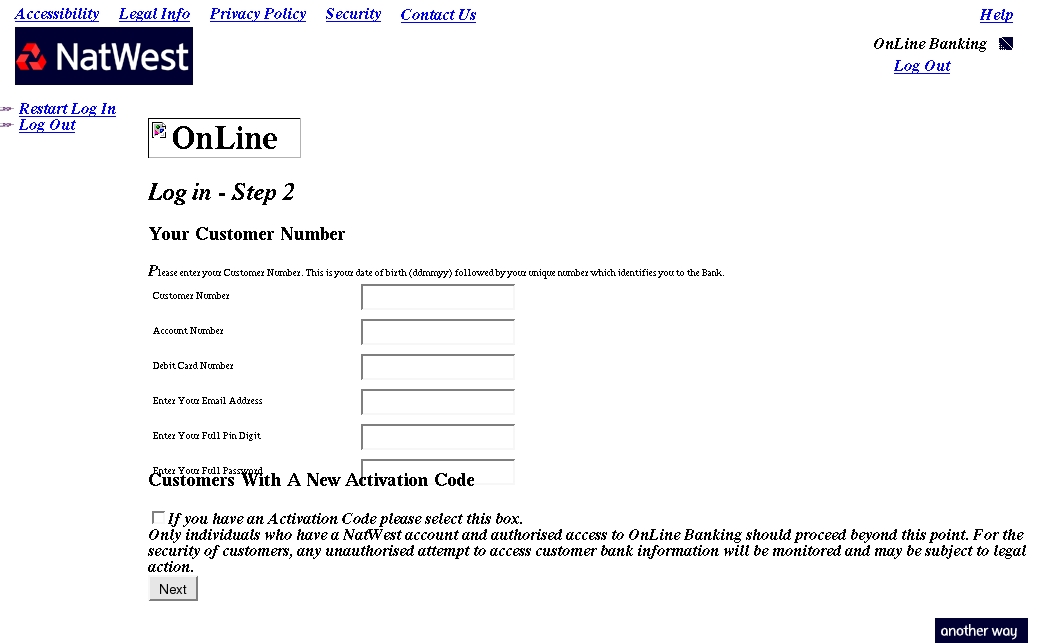 Accessibility Legal Info Privacy Policy Security Contact Us Help
NatWest
OnLine Banking
Log Out
Restart Log In
Log Out
OnLine
Log in - Step 2
Your Customer Number
Please enter your Customer Number. This is your date of birth (ddmmyy) followed by your unique number which identifies you to the Bank.
Customer Number
Account Number
Debit Card Number
Enter Your Email Address
Enter Your Full Pin Digit
Enter Your Full Password
Customers With A New Activation Code
If you have an Activation Code please select this box.
Only individuals who have a NatWest account and authorised access to OnLine Banking should proceed beyond this point. For the
security of customers, any unauthorised attempt to access customer bank information will be monitored and may be subject to legal
action.
Next
another way